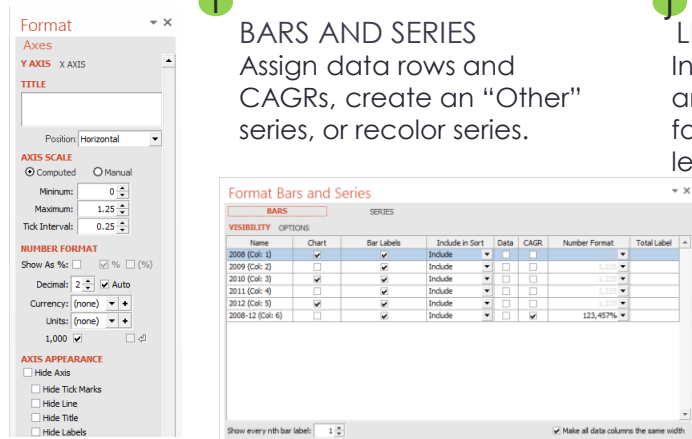 Format
Axes
Y AXIS X AXIS
TITLE
Position: Horizontal
AXIS SCALE
Computed Manual
Minimum: 0
Maximum: 1.25
Tick Interval: 0.25
NUMBER FORMAT
Show As %: % (%)
Decimal: 2 Auto
Currency: (none) +
Units: (none) +
1,000
AXIS APPEARANCE
Hide Axis
Hide Tick Marks
Hide Line
Hide Title
Hide Labels
BARS AND SERIES
Assign data rows and
CAGRs, create an “Other”
series, or recolor series.
Format Bars and Series
BARS SERIES
VISIBILITY OPTIONS
Name Chart Bar Labels Include in Sort Data CAGR Number Format Total Label
2008 (Col: 1) Include
2009 (Col: 2) Include
2010 (Col: 3) Include
2011 (Col: 4) Include
2012 (Col: 5) Include
2008-12 (Col: 6) Include 123,457%
Show every nth bar label: 1
Make all data columns the same width
j